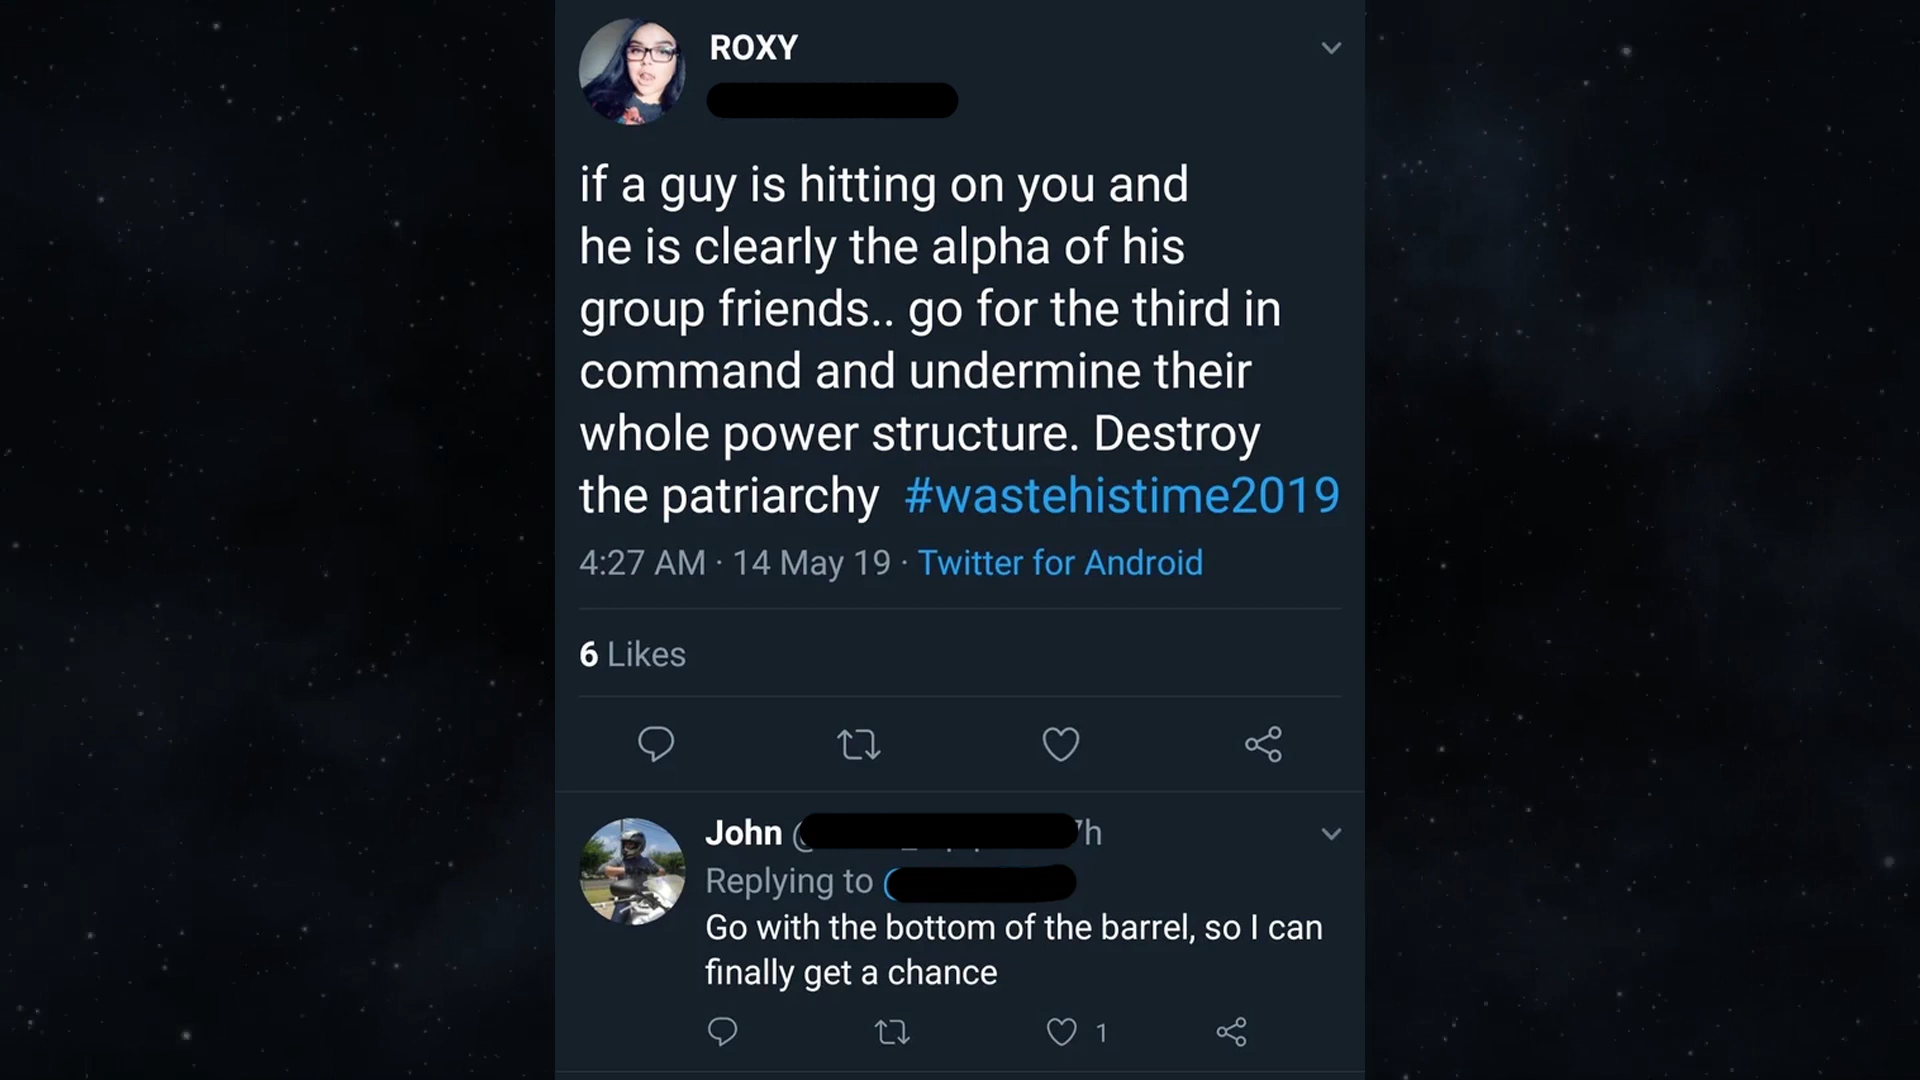 ROXY
if a guy is hitting on you and
he is clearly the alpha of his
group friends.. go for the third in
command and undermine their
whole power structure. Destroy
the patriarchy #wastehistime2019
4:27 AM · 14 May 19 · Twitter for Android
6 Likes
John @ 7h
Replying to
Go with the bottom of the barrel, so I can
finally get a chance
1